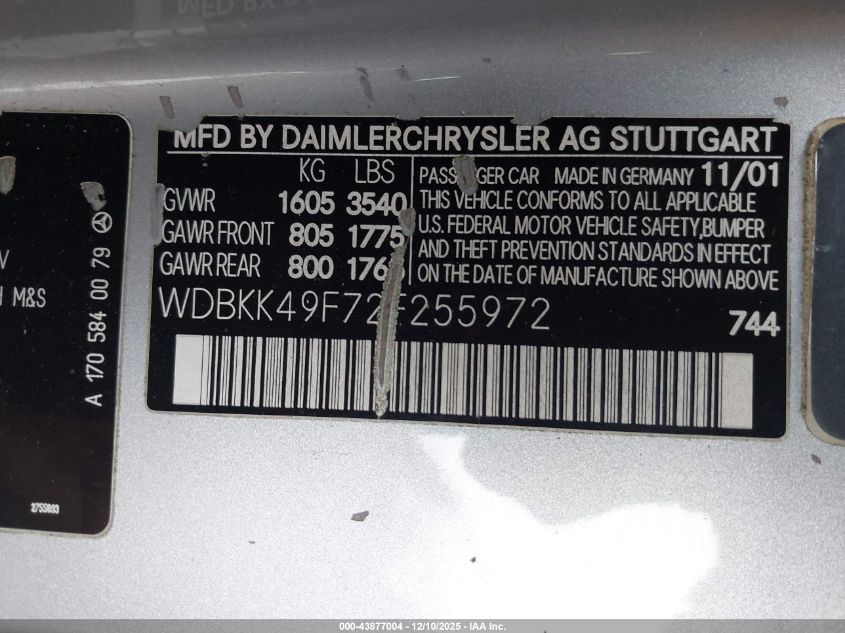 MFD BY DAIMLERCHRYSLER AG STUTTGART
KG LBS
GVWR 1605 3540
GAWR FRONT 805 1775
GAWR REAR 800
PASSENGER CAR MADE IN GERMANY 11/01
THIS VEHICLE CONFORMS TO ALL APPLICABLE
U.S. FEDERAL MOTOR VEHICLE SAFETY,BUMPER
AND THEFT PREVENTION STANDARDS IN EFFECT
ON THE DATE OF MANUFACTURE SHOWN ABOVE
WDBKK49F72F255972
744
M&S
A 170 584 00 79
2755893
000-43877004 - 12/10/2025 - IAA Inc.